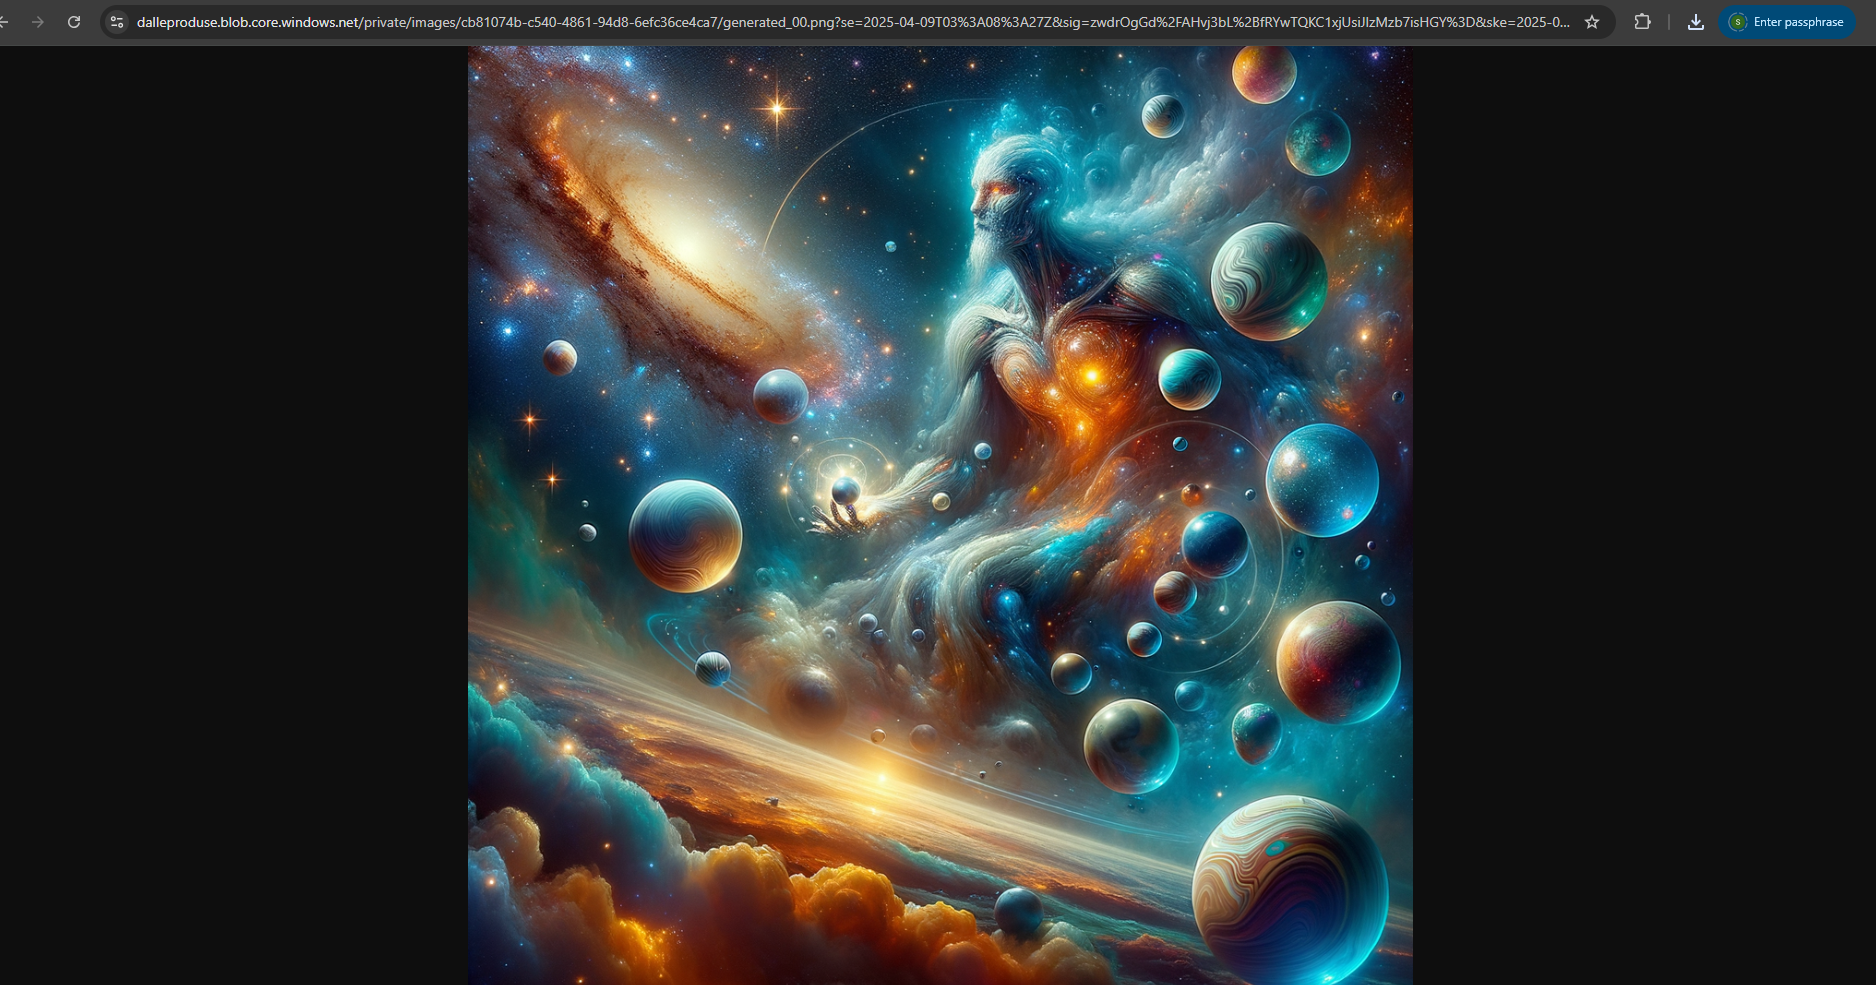 dalleproduse.blob.core.windows.net/private/images/cb81074b-c540-4861-94d8-6efc36ce4ca7/generated_00.png?se=2025-04-09T03%3A08%3A27Z&sig=zwdrOgGd%2FAHvj3bL%2BfRYwTQKC1xjUsiJlzMzb7isHGY%3D&ske=2025-0...
S
Enter passphrase